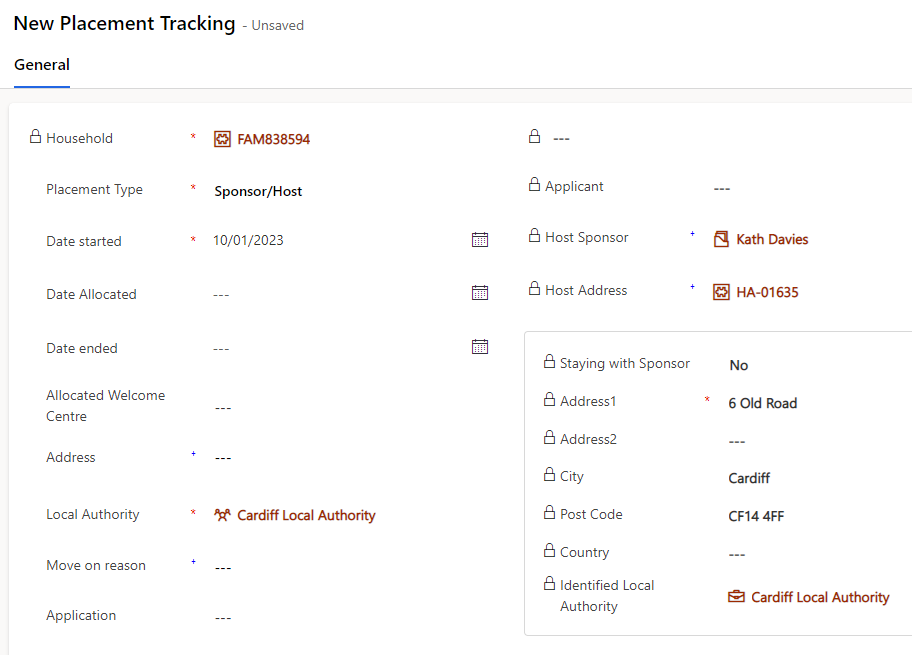 New Placement Tracking - Unsaved
General
Household * FAM838594
Placement Type * Sponsor/Host
Date started * 10/01/2023
Date Allocated ---
Date ended ---
Allocated Welcome
Centre ---
Address + ---
Local Authority * Cardiff Local Authority
Move on reason + ---
Application ---
---
Applicant ---
Host Sponsor + Kath Davies
Host Address + HA-01635
Staying with Sponsor No
Address1 * 6 Old Road
Address2 ---
City Cardiff
Post Code CF14 4FF
Country ---
Identified Local
Authority Cardiff Local Authority